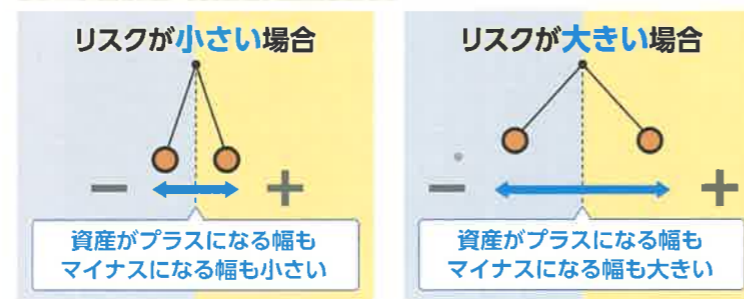 リスクが小さい場合
− +
資産がプラスになる幅も
マイナスになる幅も小さい
リスクが大きい場合
− +
資産がプラスになる幅も
マイナスになる幅も大きい